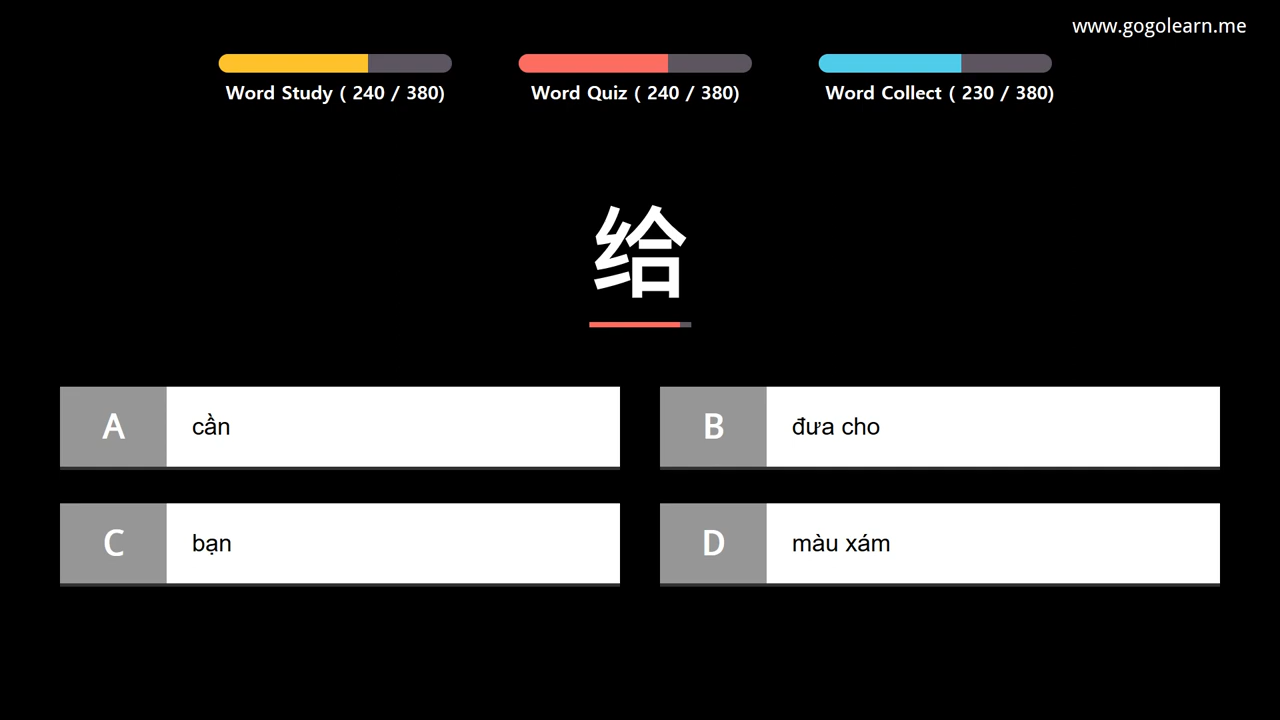 www.gogolearn.me
Word Study ( 240 / 380)
Word Quiz ( 240 / 380)
Word Collect ( 230 / 380)
给
A cần
B đưa cho
C bạn
D màu xám